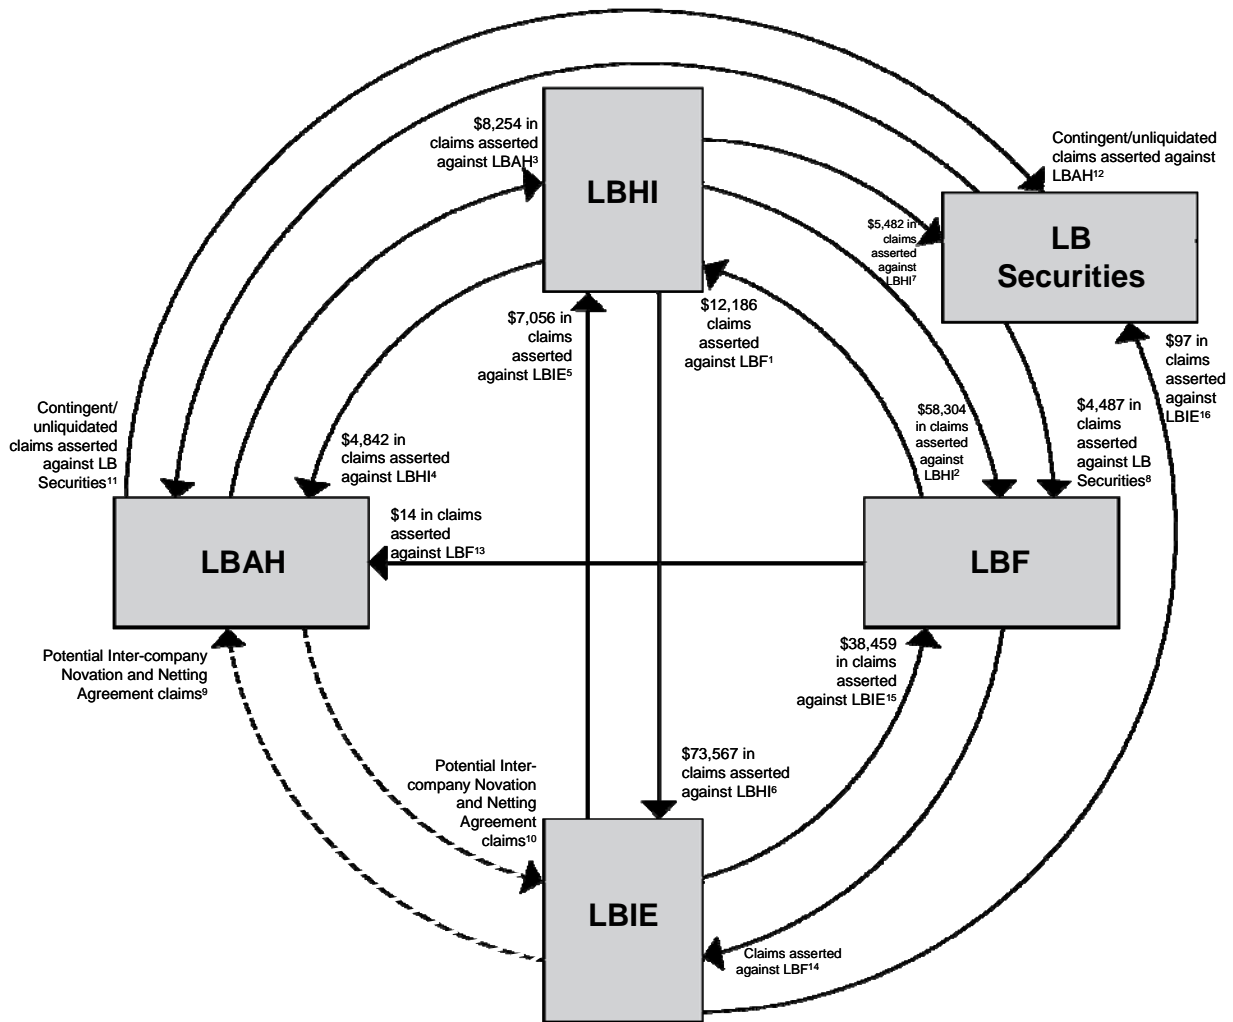 $8,254 in
claims asserted
against LBAH³
LBHI
Contingent/unliquidated
claims asserted against
LBAH¹²
$5,482 in
claims
asserted
against
LBHI⁷
LB
Securities
$7,056 in
claims
asserted
against LBIE⁵
$12,186
claims
asserted
against LBF¹
$97 in
claims
asserted
against
LBIE¹⁶
Contingent/
unliquidated
claims asserted
against LB
Securities¹¹
$4,842 in
claims asserted
against LBHI⁴
$58,304
in claims
asserted
against
LBHI²
$4,487 in
claims
asserted
against LB
Securities⁸
$14 in claims
asserted
against LBF¹³
LBAH
LBF
Potential Inter-company
Novation and Netting
Agreement claims⁹
$38,459
in claims
asserted
against LBIE¹⁵
Potential Inter-
company Novation
and Netting
Agreement
claims¹⁰
$73,567 in
claims asserted
against LBHI⁶
LBIE
Claims asserted
against LBF¹⁴